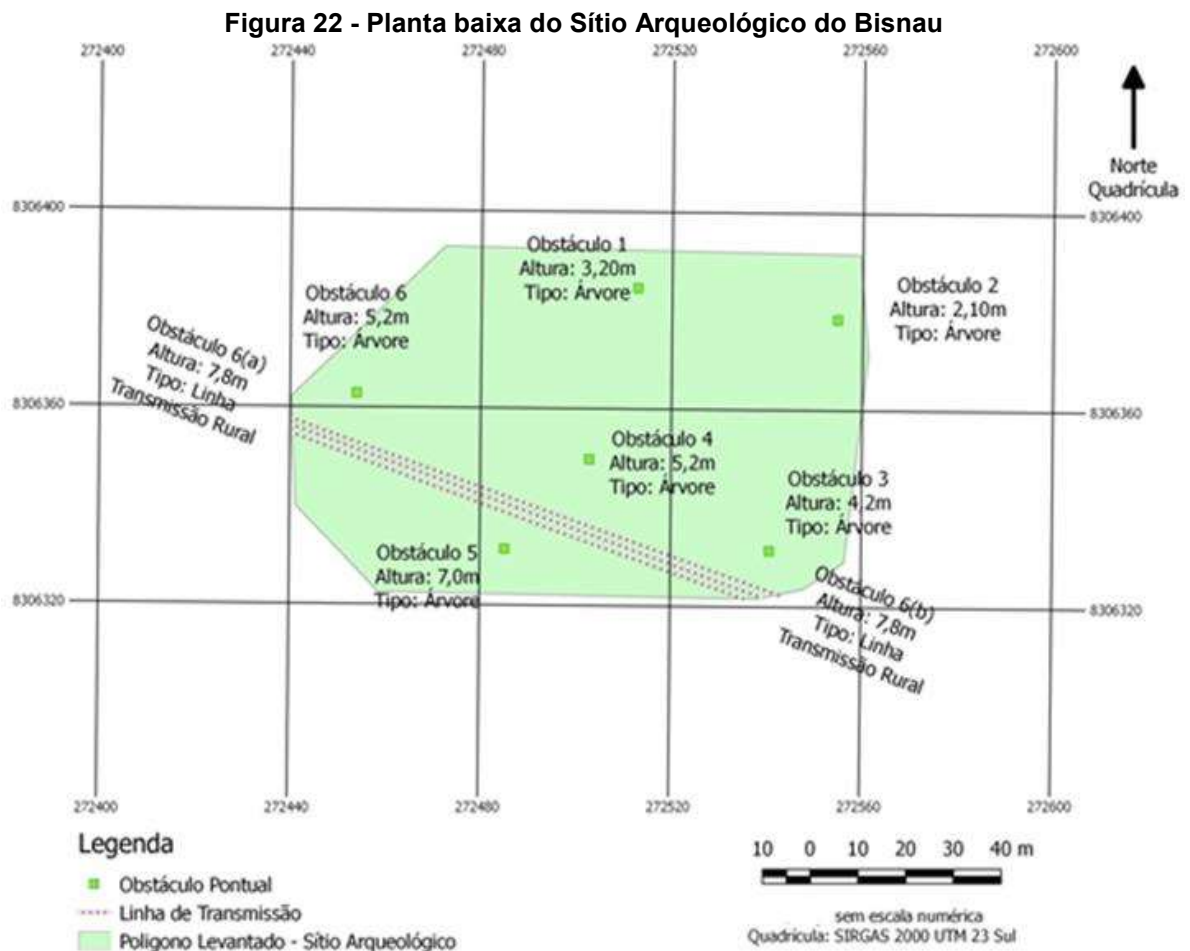 Figura 22 - Planta baixa do Sítio Arqueológico do Bisnau
272400 272440 272480 272520 272560 272600
Norte
Quadrícula
8306400 8306400
Obstáculo 1
Altura: 3,20m
Tipo: Árvore
Obstáculo 2
Altura: 2,10m
Tipo: Árvore
Obstáculo 6
Altura: 5,2m
Tipo: Árvore
Obstáculo 6(a)
Altura: 7,8m
Tipo: Linha
Transmissão Rural
8306360 8306360
Obstáculo 4
Altura: 5,2m
Tipo: Árvore
Obstáculo 3
Altura: 4,2m
Tipo: Árvore
Obstáculo 5
Altura: 7,0m
Tipo: Árvore
Obstáculo 6(b)
Altura: 7,8m
Tipo: Linha
Transmissão Rural
8306320 8306320
272400 272440 272480 272520 272560 272600
Legenda
Obstáculo Pontual
Linha de Transmissão
Poligono Levantado - Sítio Arqueológico
10 0 10 20 30 40 m
sem escala numérica
Quadrícula: SIRGAS 2000 UTM 23 Sul